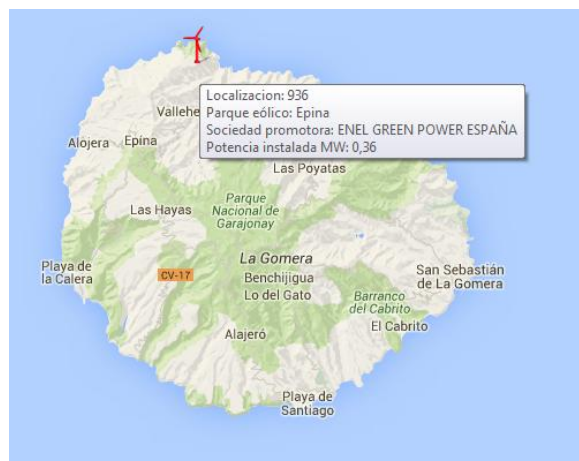 Localizacion: 936
Parque eólico: Epina
Sociedad promotora: ENEL GREEN POWER ESPAÑA
Potencia instalada MW: 0,36
Vallehe
Alojera
Epína
Las Poyatas
Parque
Nacional de
Garajonay
Las Hayas
La Gomera
Playa de
la Calera
CV-17
Benchijigua
San Sebastián
de La Gomera
Lo del Gato
Barranco
del Cabrito
El Cabrito
Alajeró
Playa de
Santiago